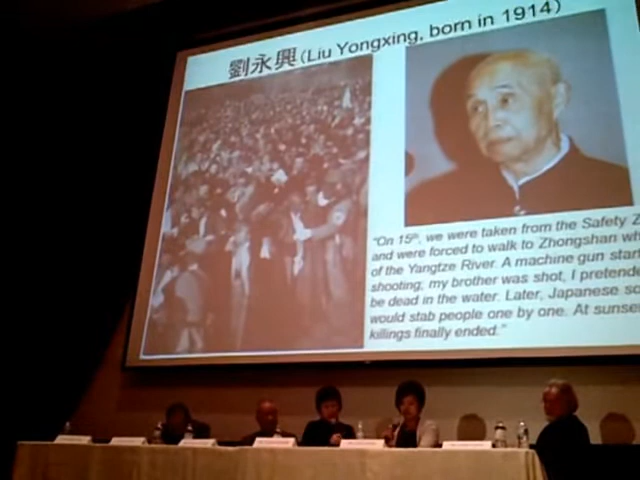 劉永興(Liu Yongxing, born in 1914)
"On 15th, we were taken from the Safety Z
and were forced to walk to Zhongshan wh
of the Yangtze River. A machine gun star
shooting; my brother was shot, I pretende
be dead in the water. Later, Japanese so
would stab people one by one. At sunse
killings finally ended."